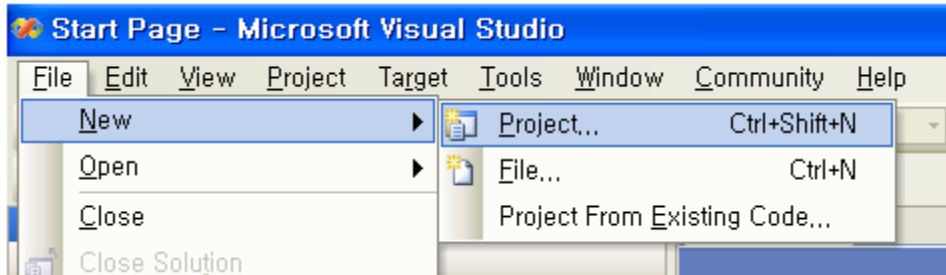 Start Page - Microsoft Visual Studio
File Edit View Project Target Tools Window Community Help
New
Project... Ctrl+Shift+N
Open
File... Ctrl+N
Close
Project From Existing Code...
Close Solution